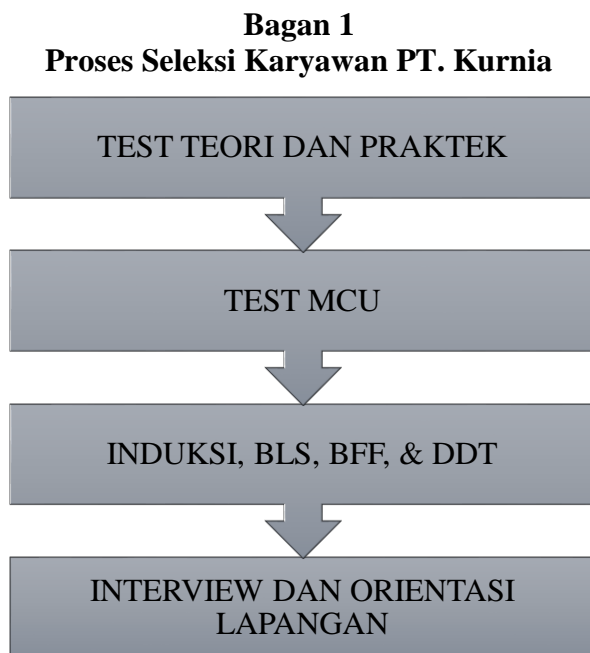 Bagan 1
Proses Seleksi Karyawan PT. Kurnia
TEST TEORI DAN PRAKTEK
TEST MCU
INDUKSI, BLS, BFF, & DDT
INTERVIEW DAN ORIENTASI
LAPANGAN